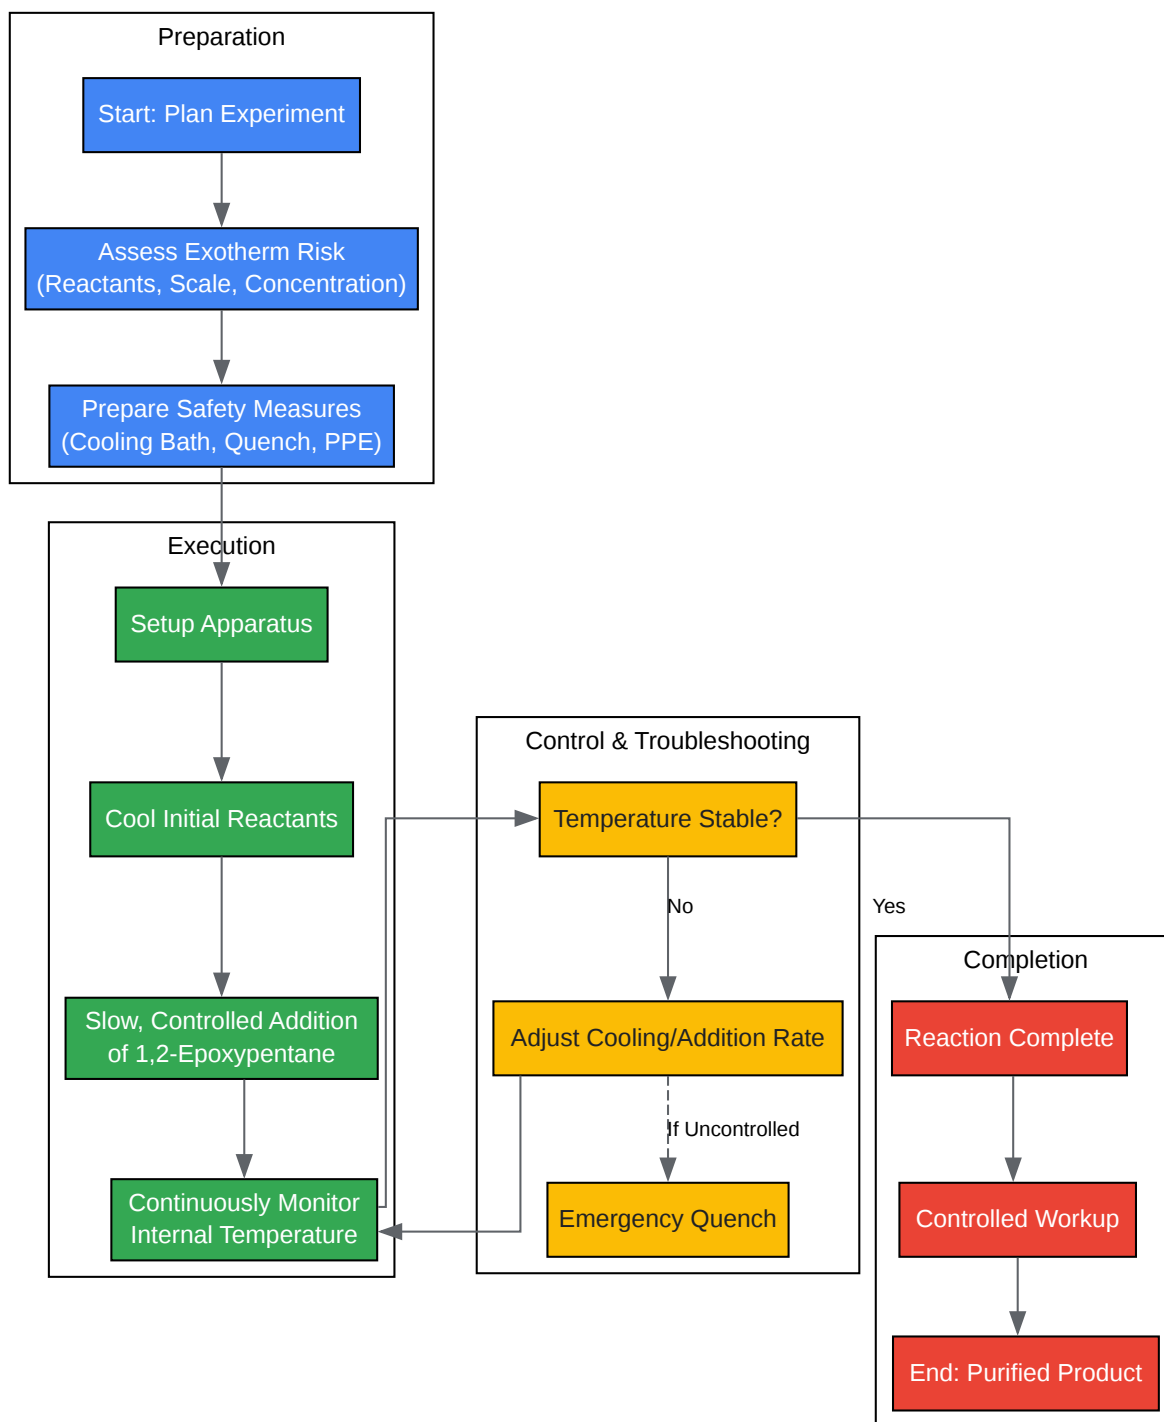 Preparation
Start: Plan Experiment
Assess Exotherm Risk
(Reactants, Scale, Concentration)
Prepare Safety Measures
(Cooling Bath, Quench, PPE)
Execution
Setup Apparatus
Cool Initial Reactants
Slow, Controlled Addition
of 1,2-Epoxypentane
Continuously Monitor
Internal Temperature
Control & Troubleshooting
Temperature Stable?
No
Adjust Cooling/Addition Rate
If Uncontrolled
Emergency Quench
Yes
Completion
Reaction Complete
Controlled Workup
End: Purified Product